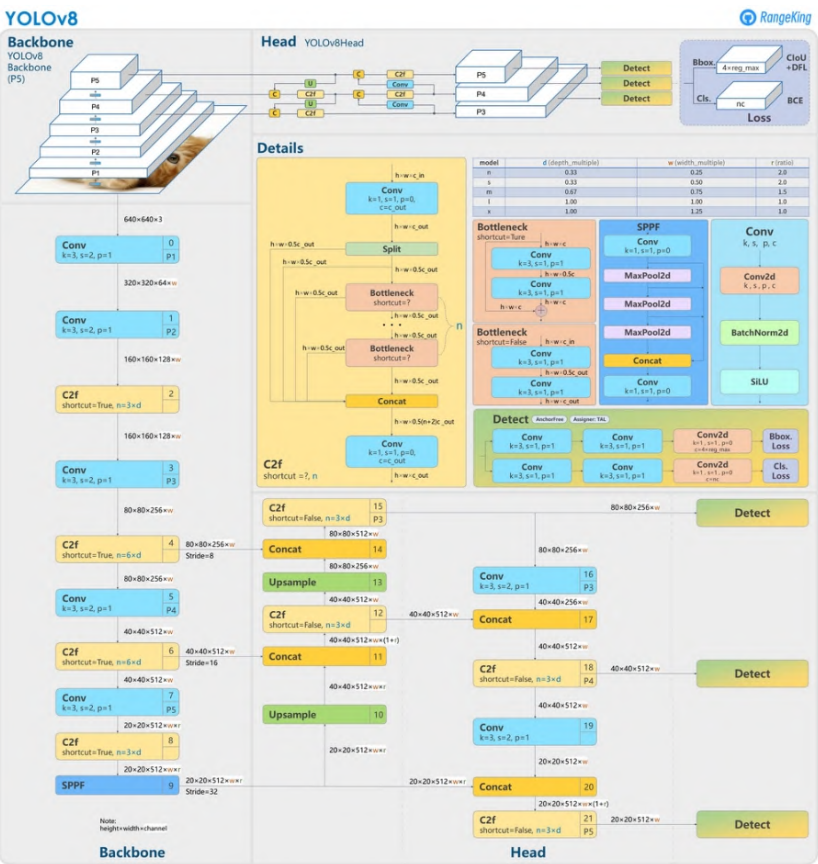 YOLOv8
RangeKing
Backbone
YOLOv8
Backbone
(P5)
P5
P4
P3
P2
P1
Head YOLOv8Head
C C2f
U Conv
C C2f C C2f
U Conv
C C2f
P5
P4
P3
Detect
Detect
Detect
Bbox. 4×reg_max CIoU
+DFL
Cls. nc BCE
Loss
Details
h×w×c_in
Conv
k=1, s=1, p=0,
c=c_out
h×w×c_out
Split
h×w×0.5c_out
h×w×0.5c_out
h×w×0.5c_out
h×w×0.5c_out
Bottleneck
shortcut=?
h×w×0.5c_out
...
n
h×w×0.5c_out
h×w×0.5c_out
Bottleneck
shortcut=?
h×w×0.5c_out
Concat
h×w×0.5(n+2)c_out
Conv
k=1, s=1, p=0,
c=c_out
h×w×c_out
C2f
shortcut =?, n
model d (depth_multiple) w (width_multiple) r (ratio)
n 0.33 0.25 2.0
s 0.33 0.50 2.0
m 0.67 0.75 1.5
l 1.00 1.00 1.0
x 1.00 1.25 1.0
Bottleneck
shortcut=Ture
h×w×c
Conv
k=3, s=1, p=1
h×w×0.5c
Conv
k=3, s=1, p=1
h×w×c
h×w×c
Bottleneck
shortcut=False
h×w×c_in
Conv
k=3, s=1, p=1
h×w×0.5c_out
Conv
k=3, s=1, p=1
h×w×c_out
SPPF
Conv
k=1, s=1, p=0
MaxPool2d
MaxPool2d
MaxPool2d
Concat
Conv
k=1, s=1, p=0
Conv
k, s, p, c
Conv2d
k, s, p, c
BatchNorm2d
SiLU
Detect AnchorFree Assigner: TAL
Conv
k=3, s=1, p=1
Conv
k=3, s=1, p=1
Conv2d
k=1, s=1, p=0
c=4×reg_max
Bbox.
Loss
Conv
k=3, s=1, p=1
Conv
k=3, s=1, p=1
Conv2d
k=1, s=1, p=0
c=nc
Cls.
Loss
640×640×3
Conv 0
k=3, s=2, p=1 P1
320×320×64×w
Conv 1
k=3, s=2, p=1 P2
160×160×128×w
C2f 2
shortcut=True, n=3×d
160×160×128×w
Conv 3
k=3, s=2, p=1 P3
80×80×256×w
C2f 4
shortcut=True, n=6×d
80×80×256×w
Stride=8
80×80×256×w
Conv 5
k=3, s=2, p=1 P4
40×40×512×w
C2f 6
shortcut=True, n=6×d
40×40×512×w
Stride=16
40×40×512×w
Conv 7
k=3, s=2, p=1 P5
20×20×512×w×r
C2f 8
shortcut=True, n=3×d
20×20×512×w×r
SPPF 9
20×20×512×w×r
Stride=32
Note:
height×width×channel
Backbone
C2f 15
shortcut=False, n=3×d P3
80×80×512×w
Concat 14
80×80×256×w
Upsample 13
40×40×512×w
C2f 12
shortcut=False, n=3×d
40×40×512×w
40×40×512×w×(1+r)
Concat 11
40×40×512×w×r
Upsample 10
20×20×512×w×r
80×80×256×w
Detect
80×80×256×w
Conv 16
k=3, s=2, p=1 P3
40×40×256×w
Concat 17
40×40×512×w
C2f 18
shortcut=False, n=3×d P4
40×40×512×w
Detect
40×40×512×w
Conv 19
k=3, s=2, p=1
20×20×512×w
20×20×512×w×r
Concat 20
20×20×512×w×(1+r)
C2f 21
shortcut=False, n=3×d P5
20×20×512×w
Detect
Head